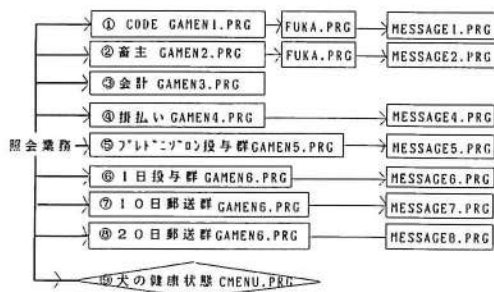 ① CODE GAMEN1.PRG FUKA.PRG MESSAGE1.PRG
② 畜主 GAMEN2.PRG FUKA.PRG MESSAGE2.PRG
③ 会計 GAMEN3.PRG
④ 掛払い GAMEN4.PRG MESSAGE4.PRG
照会業務 ⑤ プレドニゾロン投与群 GAMEN5.PRG MESSAGE5.PRG
⑥ 1日投与群 GAMEN6.PRG MESSAGE6.PRG
⑦ 10日郵送群 GAMEN6.PRG MESSAGE7.PRG
⑧ 20日郵送群 GAMEN6.PRG MESSAGE8.PRG
⑨ 犬の健康状態 CMENU.PRG